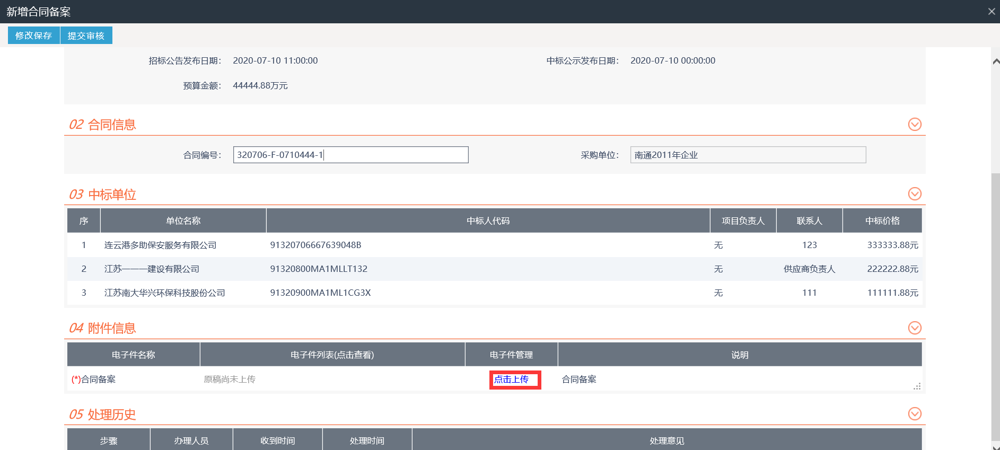 新增合同备案
修改保存 提交审核
招标公告发布日期： 2020-07-10 11:00:00 中标公示发布日期： 2020-07-10 00:00:00
预算金额： 44444.88万元
02 合同信息
合同编号： 320706-F-0710444-1 采购单位： 南通2011年企业
03 中标单位
序 单位名称 中标人代码 项目负责人 联系人 中标价格
1 连云港多助保安服务有限公司 91320706667639048B 无 123 333333.88元
2 江苏一一一建设有限公司 91320800MA1MLLT132 无 供应商负责人 222222.88元
3 江苏南大华兴环保科技股份公司 91320900MA1ML1CG3X 无 111 111111.88元
04 附件信息
电子件名称 电子件列表(点击查看) 电子件管理 说明
(*)合同备案 原稿尚未上传 点击上传 合同备案
05 处理历史
步骤 办理人员 收到时间 处理时间 处理意见